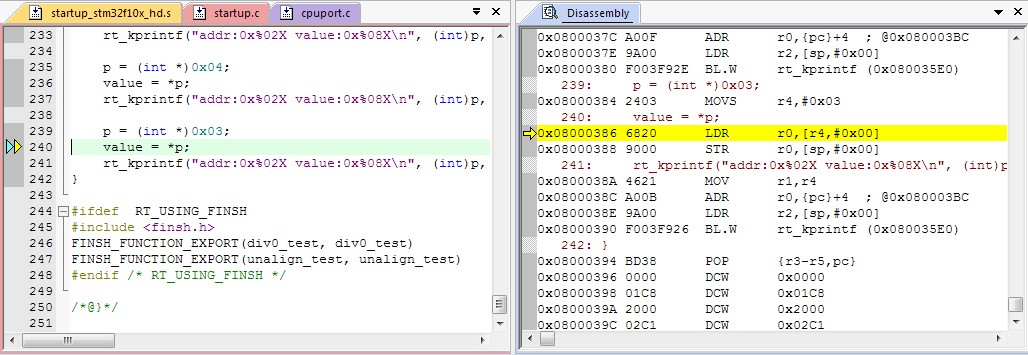 startup_stm32f10x_hd.s startup.c cpuport.c
233 rt_kprintf("addr:0x%02X value:0x%08X\n", (int)p,
234
235 p = (int *)0x04;
236 value = *p;
237 rt_kprintf("addr:0x%02X value:0x%08X\n", (int)p,
238
239 p = (int *)0x03;
240 value = *p;
241 rt_kprintf("addr:0x%02X value:0x%08X\n", (int)p,
242 }
243
244 #ifdef RT_USING_FINSH
245 #include <finsh.h>
246 FINSH_FUNCTION_EXPORT(div0_test, div0_test)
247 FINSH_FUNCTION_EXPORT(unalign_test, unalign_test)
248 #endif /* RT_USING_FINSH */
249
250 /*@}*/
251
Disassembly
0x0800037C A00F ADR r0,{pc}+4 ; @0x080003BC
0x0800037E 9A00 LDR r2,[sp,#0x00]
0x08000380 F003F92E BL.W rt_kprintf (0x080035E0)
239: p = (int *)0x03;
0x08000384 2403 MOVS r4,#0x03
240: value = *p;
0x08000386 6820 LDR r0,[r4,#0x00]
0x08000388 9000 STR r0,[sp,#0x00]
241: rt_kprintf("addr:0x%02X value:0x%08X\n", (int)p
0x0800038A 4621 MOV r1,r4
0x0800038C A00B ADR r0,{pc}+4 ; @0x080003BC
0x0800038E 9A00 LDR r2,[sp,#0x00]
0x08000390 F003F926 BL.W rt_kprintf (0x080035E0)
242: }
0x08000394 BD38 POP {r3-r5,pc}
0x08000396 0000 DCW 0x0000
0x08000398 01C8 DCW 0x01C8
0x0800039A 2000 DCW 0x2000
0x0800039C 02C1 DCW 0x02C1